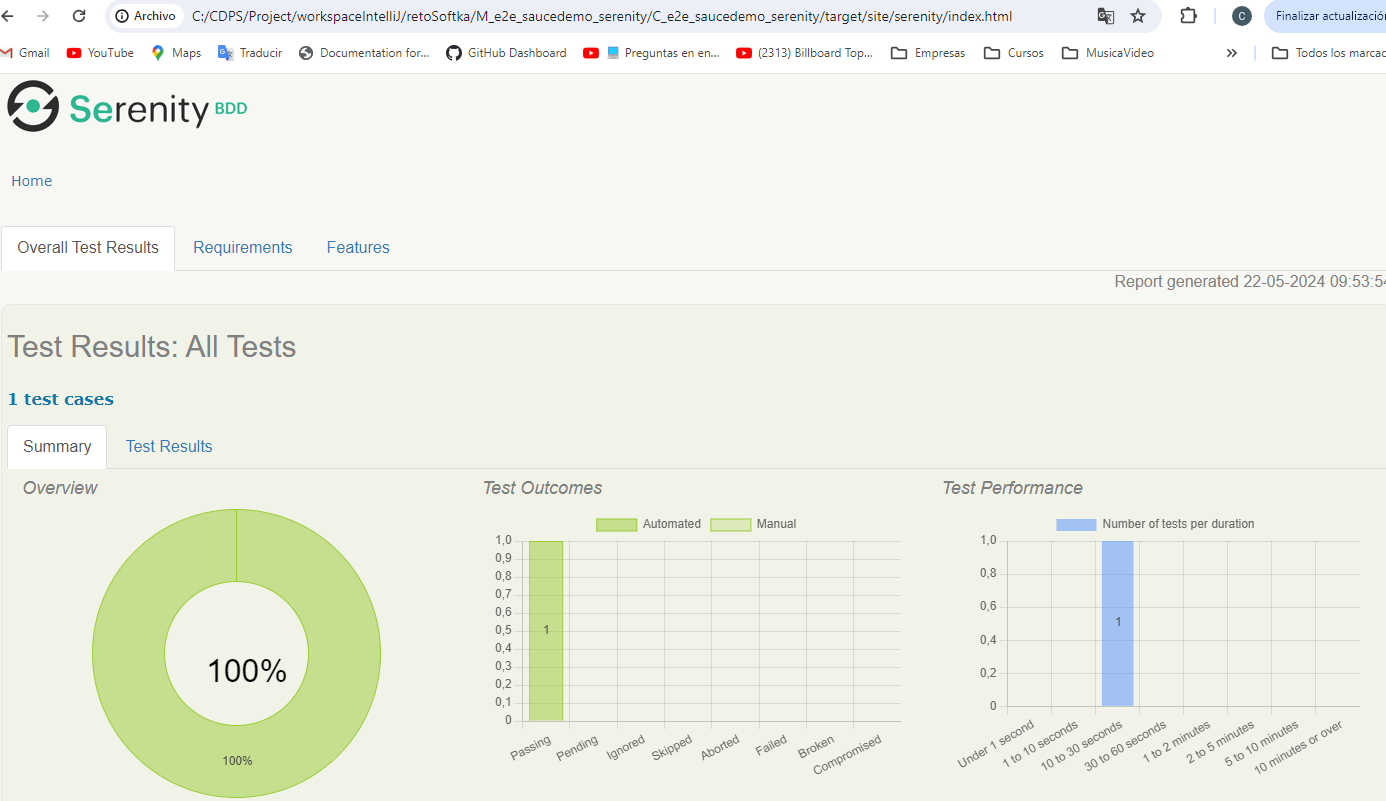 Archivo C:/CDPS/Project/workspaceIntelliJ/retoSoftka/M_e2e_saucedemo_serenity/C_e2e_saucedemo_serenity/target/site/serenity/index.html C Finalizar actualización
Gmail YouTube Maps Traducir Documentation for... GitHub Dashboard Preguntas en en... (2313) Billboard Top... Empresas Cursos MusicaVideo » Todos los marcad
Serenity BDD
Home
Overall Test Results Requirements Features
Report generated 22-05-2024 09:53:54
Test Results: All Tests
1 test cases
Summary Test Results
Overview Test Outcomes Test Performance
Automated Manual
Number of tests per duration
100%
100%
1,0
0,9
0,8
0,7
0,6
0,5
0,4
0,3
0,2
0,1
0
1
Passing Pending Ignored Skipped Aborted Failed Broken Compromised
1,0
0,8
0,6
0,4
0,2
0
1
Under 1 second 1 to 10 seconds 10 to 30 seconds 30 to 60 seconds 1 to 2 minutes 2 to 5 minutes 5 to 10 minutes 10 minutes or over